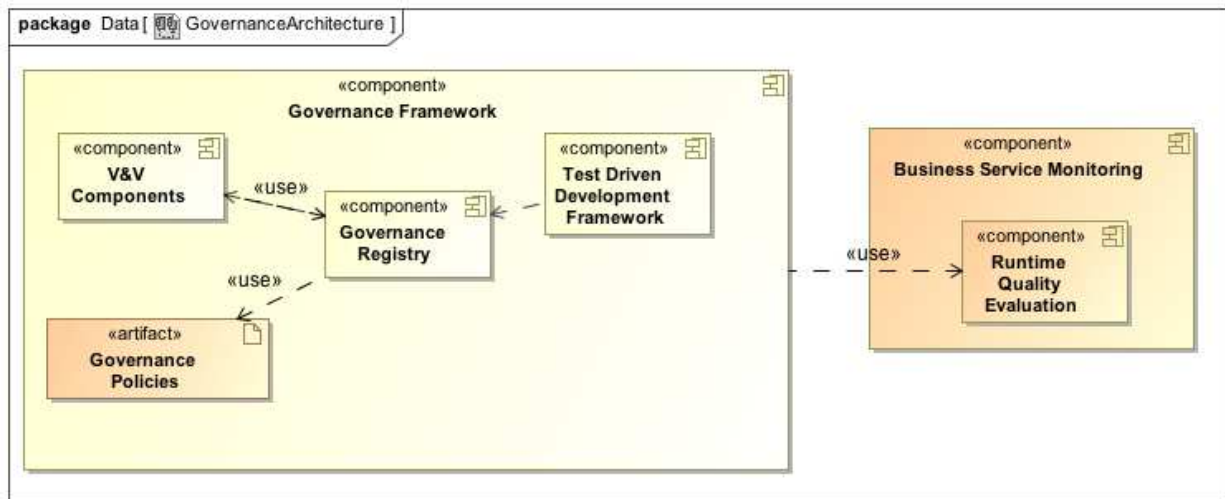 package Data [ GovernanceArchitecture ]
«component»
Governance Framework
«component»
V&V
Components
«use»
«component»
Governance
Registry
«component»
Test Driven
Development
Framework
«use»
«artifact»
Governance
Policies
«use»
«component»
Business Service Monitoring
«component»
Runtime
Quality
Evaluation